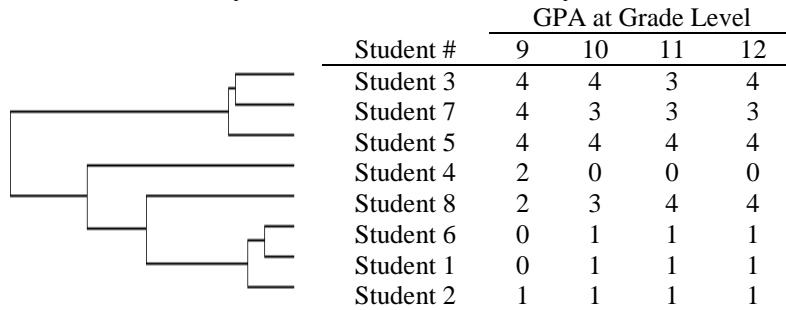 GPA at Grade Level
Student # 9 10 11 12
Student 3 4 4 3 4
Student 7 4 3 3 3
Student 5 4 4 4 4
Student 4 2 0 0 0
Student 8 2 3 4 4
Student 6 0 1 1 1
Student 1 0 1 1 1
Student 2 1 1 1 1